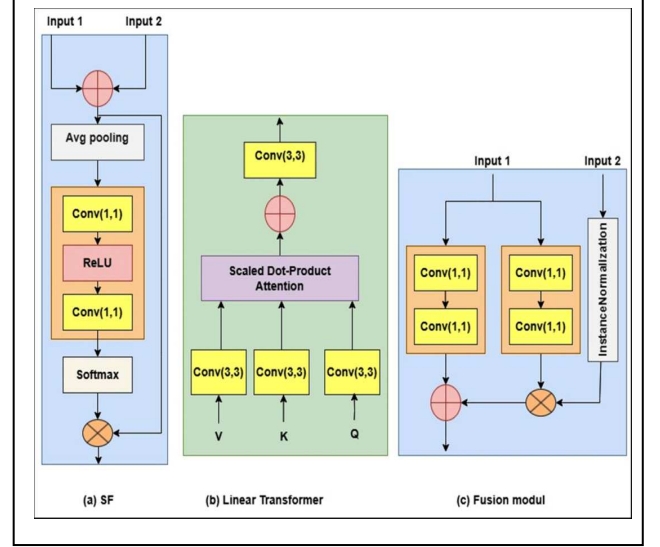 Input 1
Input 2
Avg pooling
Conv(1,1)
ReLU
Conv(1,1)
Softmax
(a) SF
Conv(3,3)
Scaled Dot-Product
Attention
Conv(3,3)
Conv(3,3)
Conv(3,3)
V
K
Q
(b) Linear Transformer
Input 1
Input 2
Conv(1,1)
Conv(1,1)
Conv(1,1)
Conv(1,1)
InstanceNormalization
(c) Fusion modul